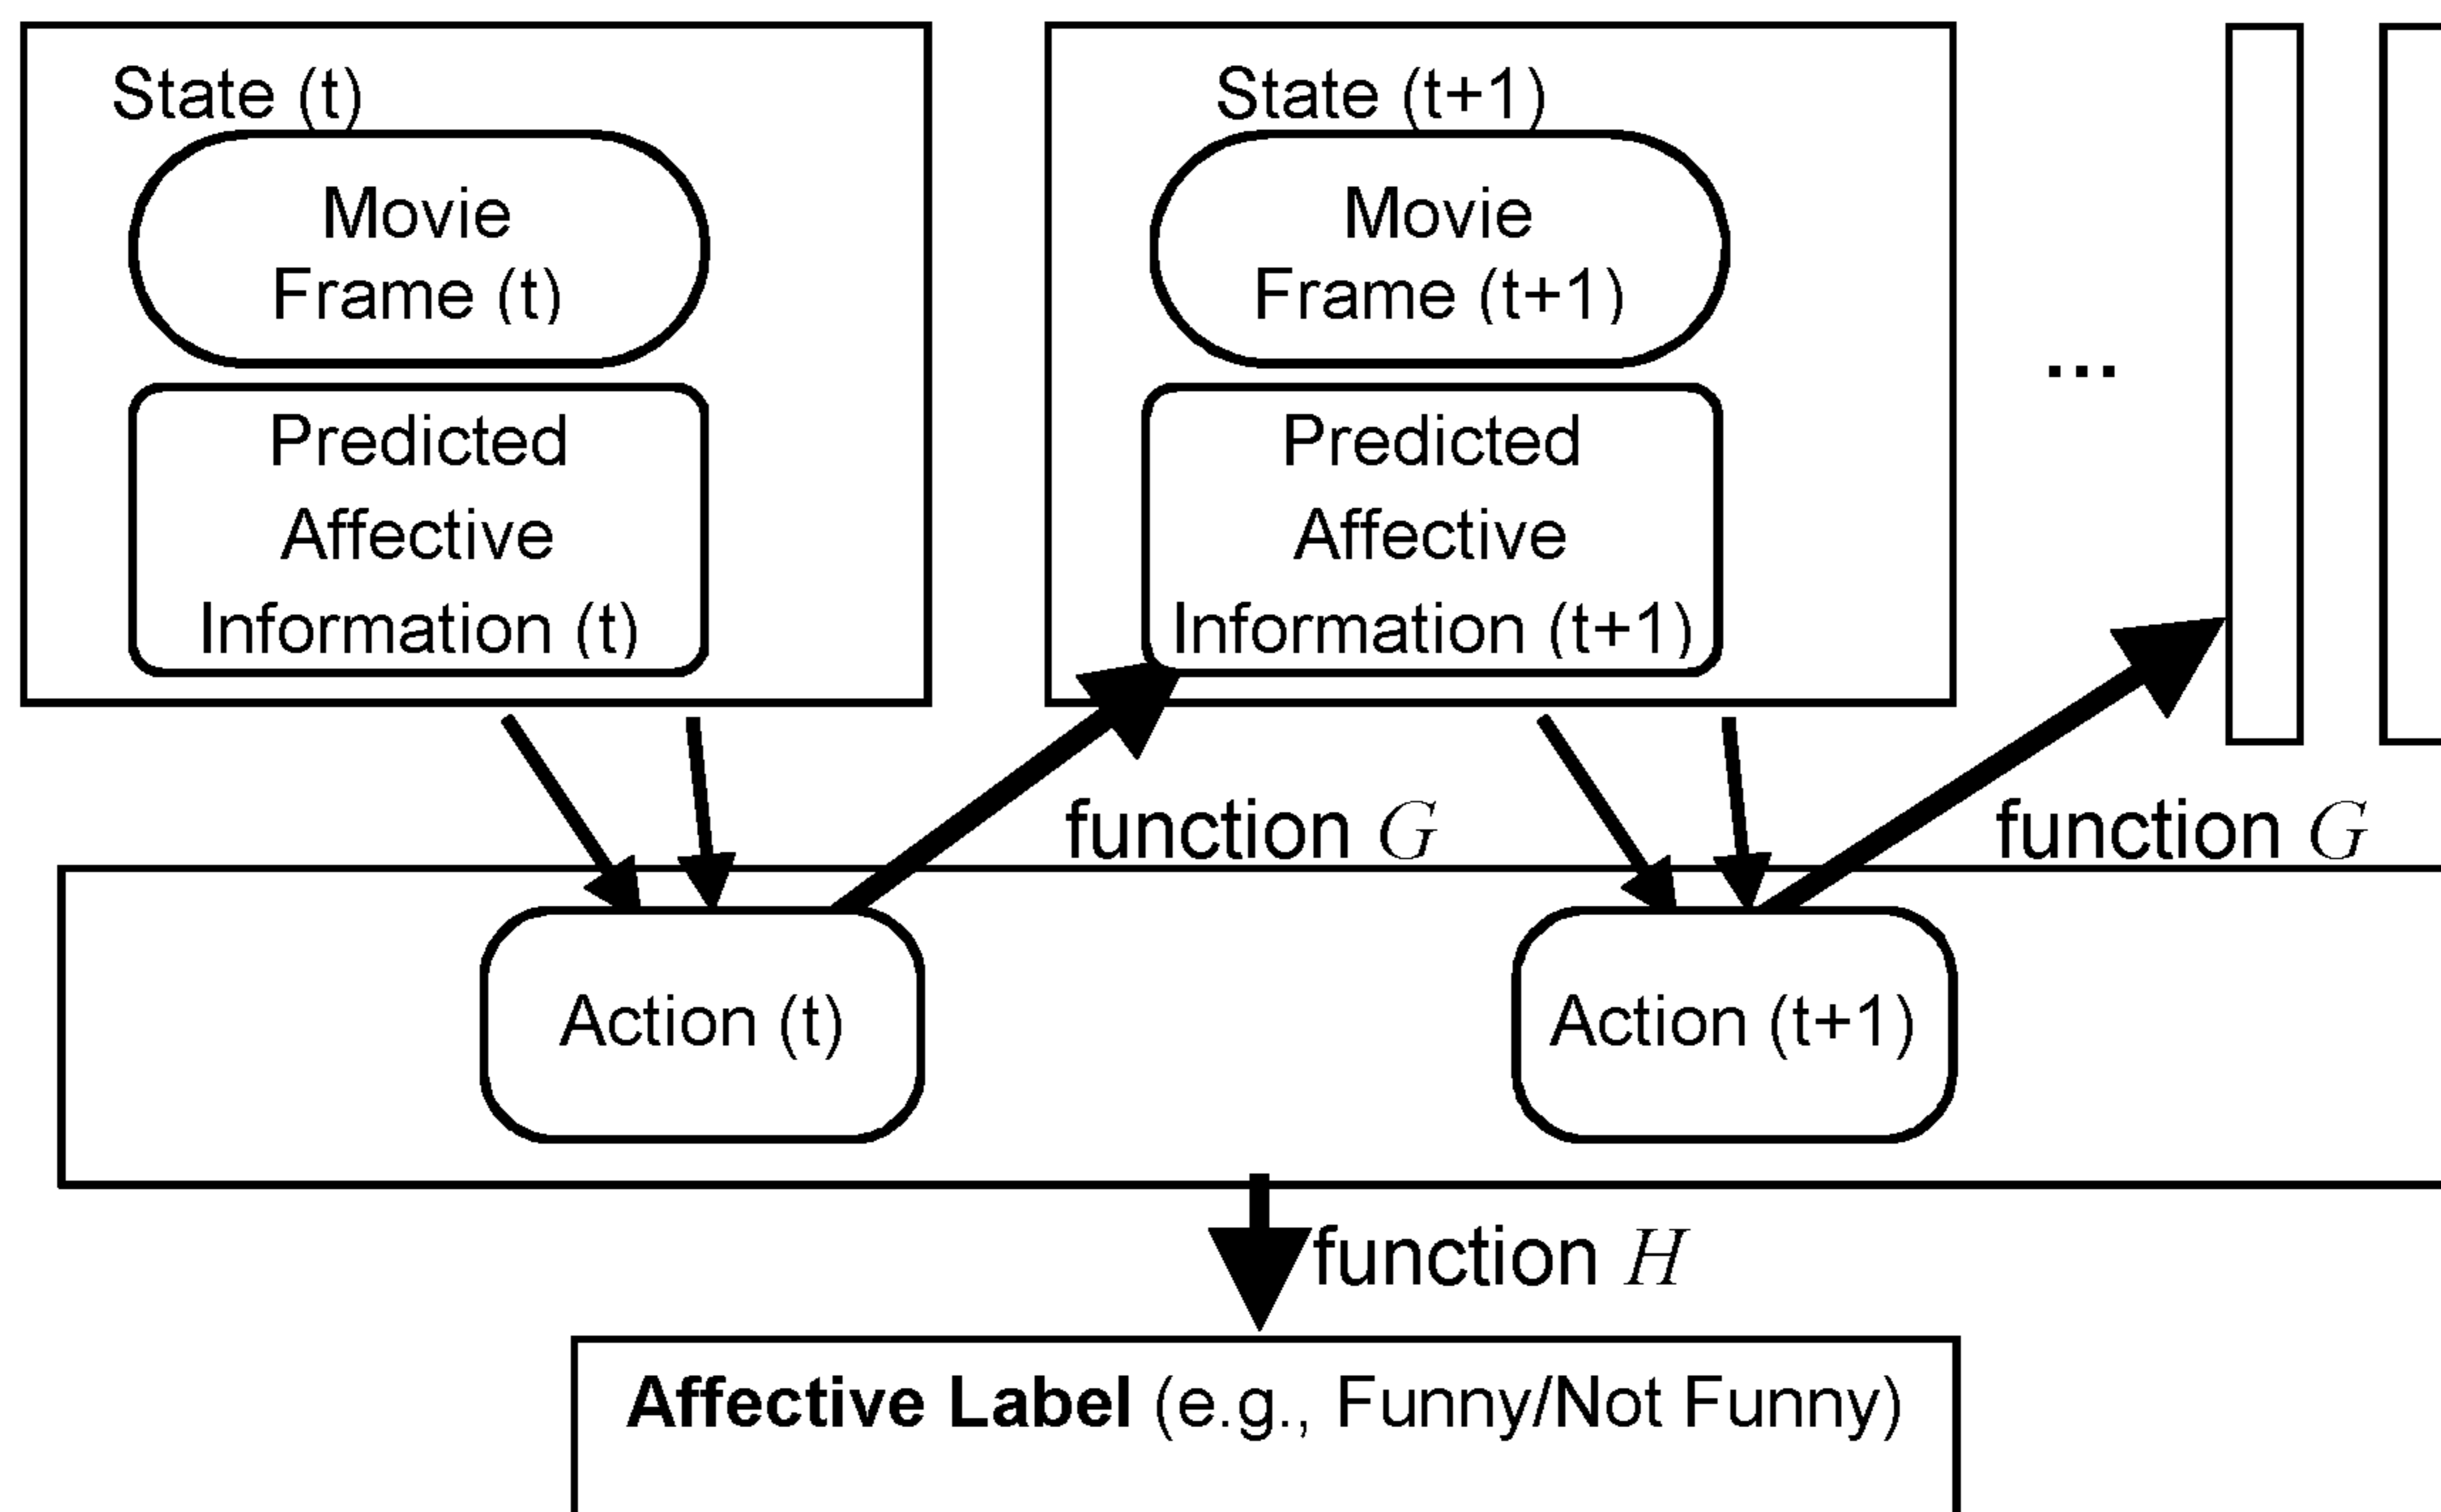 State (t)
Movie
Frame (t)
Predicted
Affective
Information (t)
State (t+1)
Movie
Frame (t+1)
Predicted
Affective
Information (t+1)
...
function G
function G
Action (t)
Action (t+1)
function H
Affective Label (e.g., Funny/Not Funny)